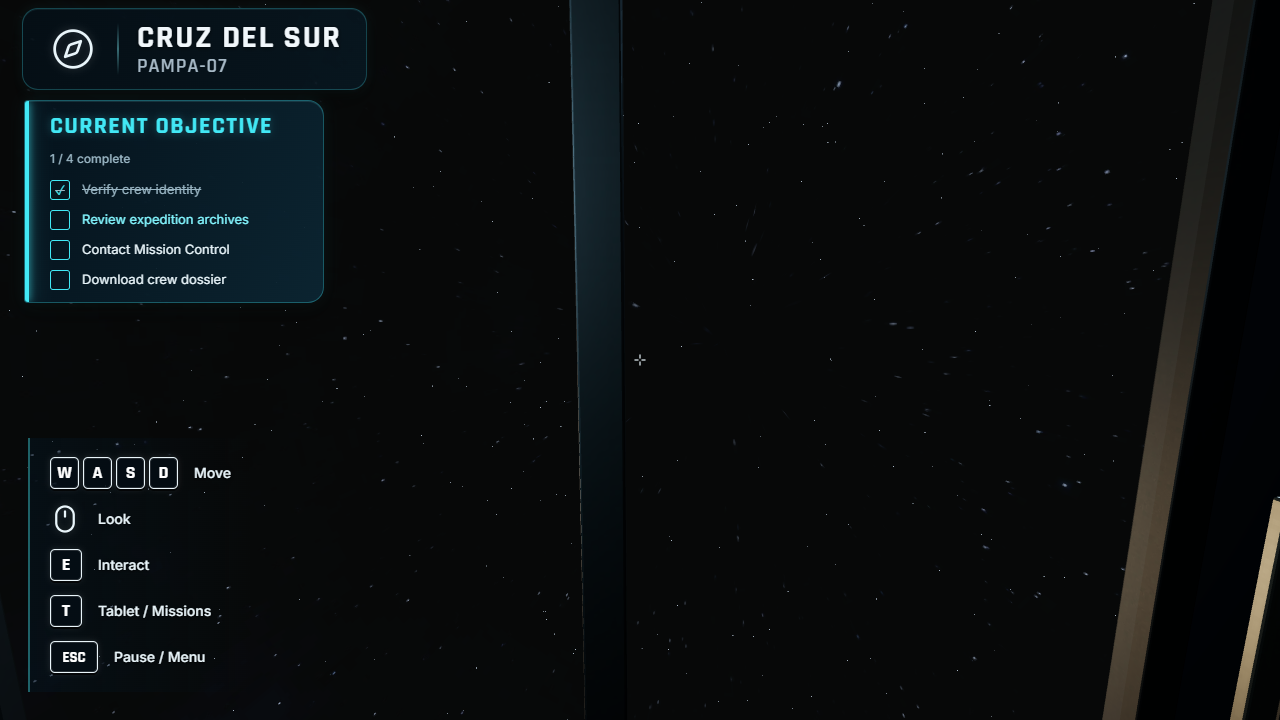 CRUZ DEL SUR
PAMPA-07
CURRENT OBJECTIVE
1 / 4 complete
Verify crew identity
Review expedition archives
Contact Mission Control
Download crew dossier
W A S D Move
Look
E Interact
T Tablet / Missions
ESC Pause / Menu